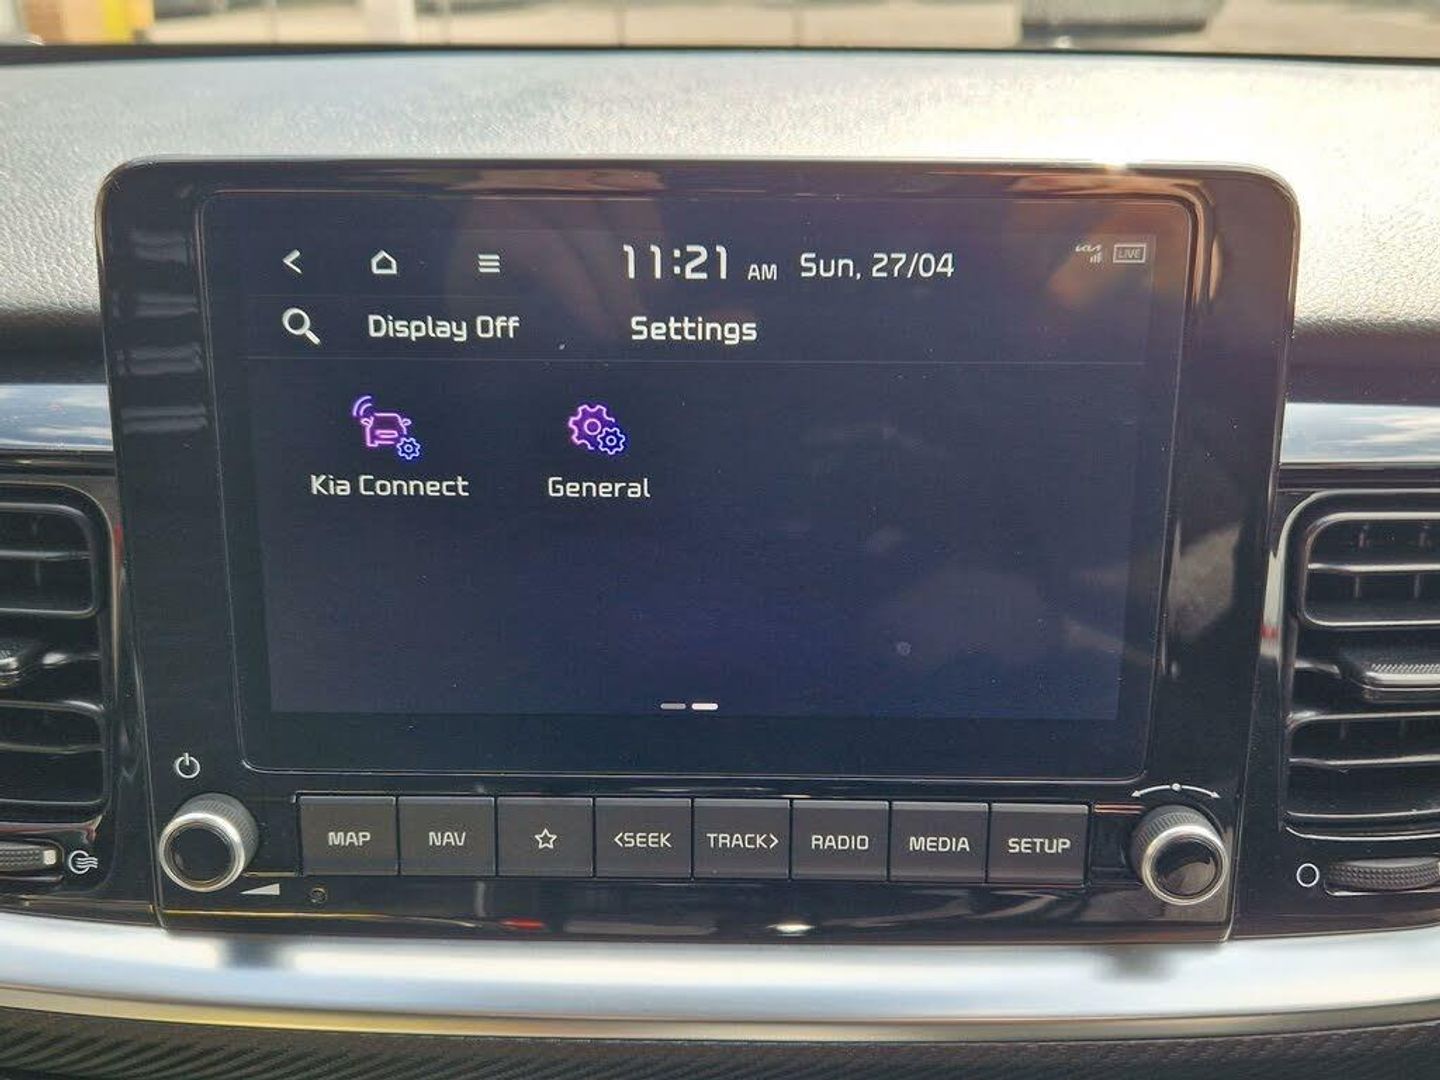 11:21 AM Sun, 27/04 KIA LIVE
Display Off Settings
Kia Connect General
MAP NAV <SEEK TRACK> RADIO MEDIA SETUP